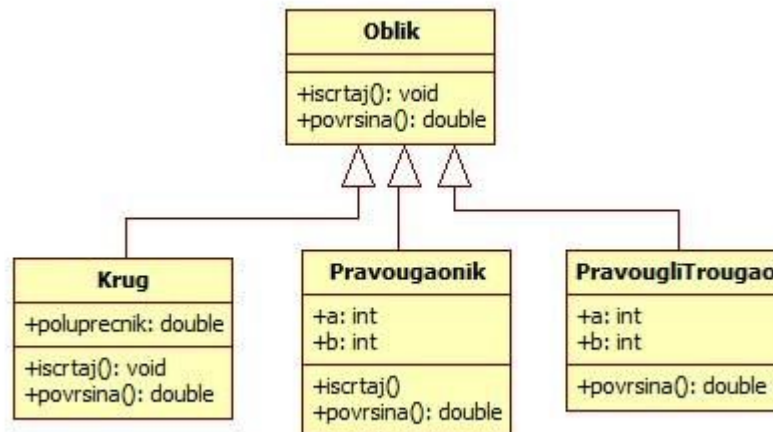 Oblik
+iscrtaj(): void
+povrsina(): double
Krug
+poluprecnik: double
+iscrtaj(): void
+povrsina(): double
Pravougaonik
+a: int
+b: int
+iscrtaj()
+povrsina(): double
PravougliTrougao
+a: int
+b: int
+povrsina(): double